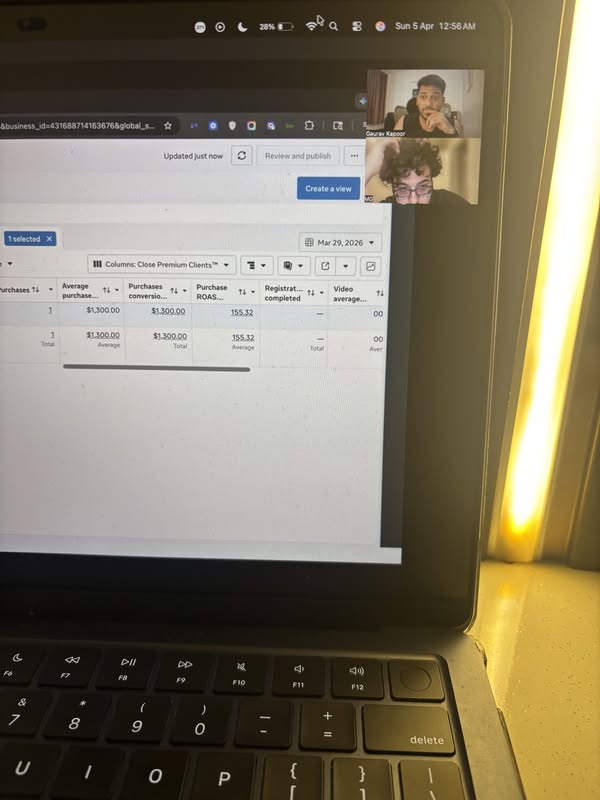 28%
Sun 5 Apr 12:56AM
&business_id=431688714163676&global_s...
Gaurav Kapoor
MG
Updated just now
Review and publish
Create a view
1 selected
Mar 29, 2026
Columns: Close Premium Clients™
Average purchase...
Purchases conversio...
Purchase ROAS...
Registrat... completed
Video average...
1 $1,300.00 $1,300.00 155.32 — 00
1 $1,300.00 $1,300.00 155.32 — 00
Total Average Total Average Total Aver
F6 F7 F8 F9 F10 F11 F12
& * ( ) — +
7 8 9 0 - = delete
U I O P { } |
[ ]